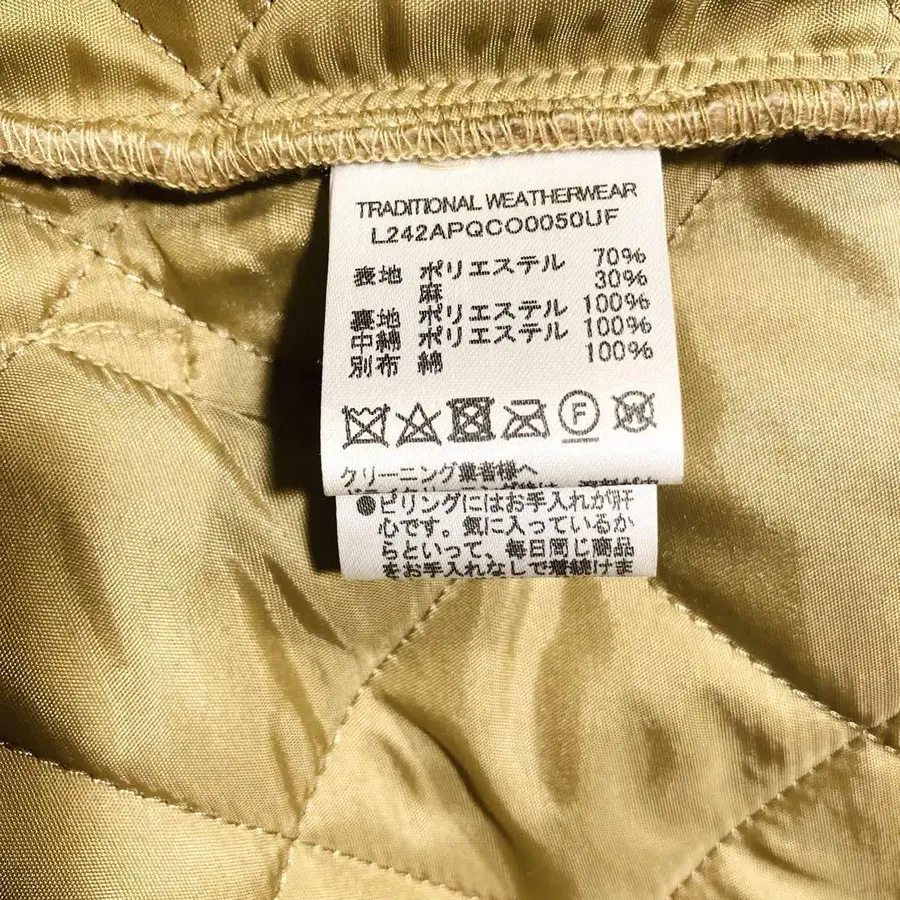 TRADITIONAL WEATHERWEAR
L242APQCO0050UF
表地 ポリエステル 70%
麻 30%
裏地 ポリエステル 100%
中綿 ポリエステル 100%
別布 綿 100%
F
W
クリーニング業者様へ
●ピリングにはお手入れが肝
心です。気に入っているか
らといって、毎日同じ商品
をお手入れなしで着続けま